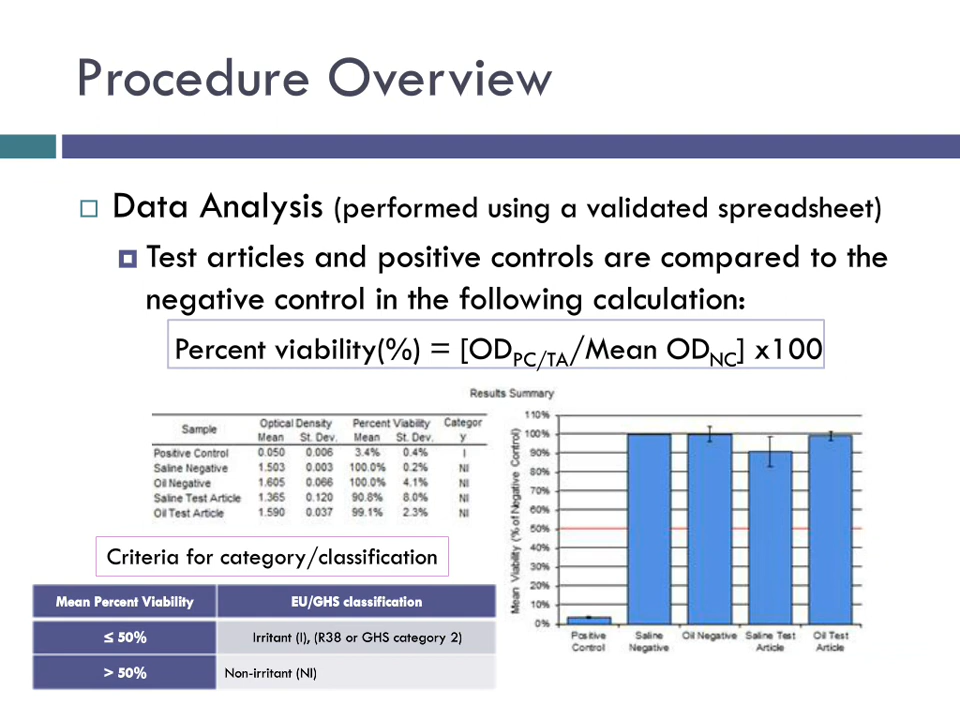 Procedure Overview
Data Analysis (performed using a validated spreadsheet)
Test articles and positive controls are compared to the
negative control in the following calculation:
Percent viability(%) = [OD_PC/TA/Mean OD_NC] x100
Results Summary
Sample Optical Density Percent Viability Categor
Mean St. Dev. Mean St. Dev. y
Positive Control 0.050 0.006 3.4% 0.4% I
Saline Negative 1.503 0.003 100.0% 0.2% NI
Oil Negative 1.605 0.066 100.0% 4.1% NI
Saline Test Article 1.365 0.120 90.8% 8.0% NI
Oil Test Article 1.590 0.037 99.1% 2.3% NI
Mean Viability (% of Negative Control)
110%
100%
90%
80%
70%
60%
50%
40%
30%
20%
10%
0%
Positive Saline Oil Negative Saline Test Oil Test
Control Negative Article Article
Criteria for category/classification
Mean Percent Viability EU/GHS classification
≤ 50% Irritant (I), (R38 or GHS category 2)
> 50% Non-irritant (NI)